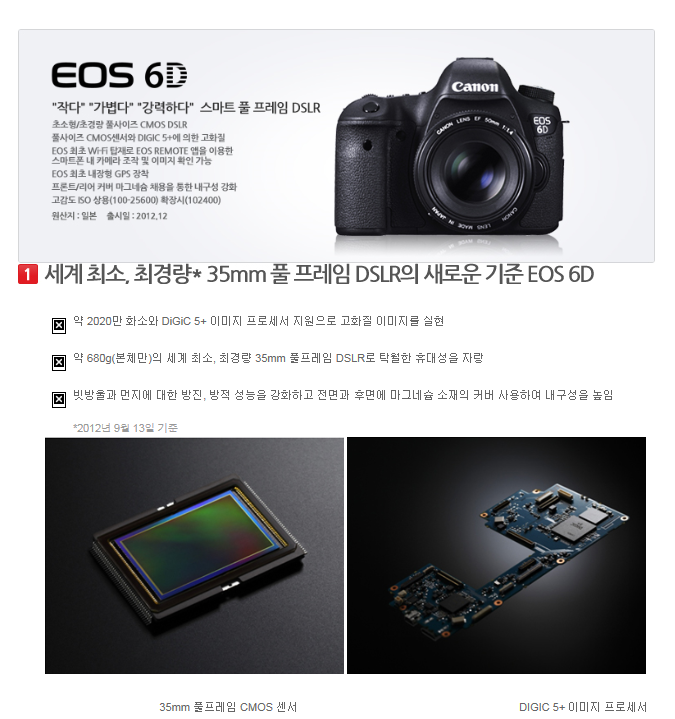 EOS 6D
"작다" "가볍다" "강력하다" 스마트 풀 프레임 DSLR
초소형/초경량 풀사이즈 CMOS DSLR
풀사이즈 CMOS센서와 DIGIC 5+에 의한 고화질
EOS 최초 Wi-Fi 탑재로 EOS REMOTE 앱을 이용한
스마트폰 내 카메라 조작 및 이미지 확인 가능
EOS 최초 내장형 GPS 장착
프론트/리어 커버 마그네슘 채용을 통한 내구성 강화
고감도 ISO 상용(100-25600) 확장시(102400)
원산지 : 일본 출시일 : 2012.12
Canon
EOS
6D
CANON LENS EF 50mm 1:1.4
CANON LENS MADE IN JAPAN
1 세계 최소, 최경량* 35mm 풀 프레임 DSLR의 새로운 기준 EOS 6D
약 2020만 화소와 DiGiC 5+ 이미지 프로세서 지원으로 고화질 이미지를 실현
약 680g(본체만)의 세계 최소, 최경량 35mm 풀프레임 DSLR로 탁월한 휴대성을 자랑
빗방울과 먼지에 대한 방진, 방적 성능을 강화하고 전면과 후면에 마그네슘 소재의 커버 사용하여 내구성을 높임
*2012년 9월 13일 기준
35mm 풀프레임 CMOS 센서
DIGIC 5+ 이미지 프로세서